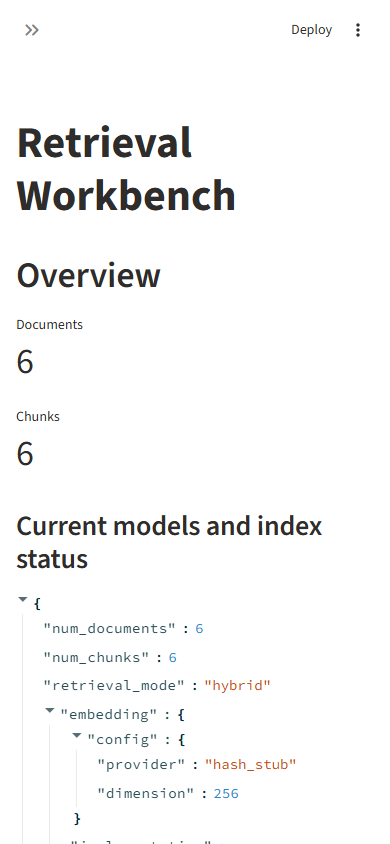 Deploy
Retrieval
Workbench
Overview
Documents
6
Chunks
6
Current models and index
status
{
"num_documents" : 6
"num_chunks" : 6
"retrieval_mode" : "hybrid"
"embedding" : {
"config" : {
"provider" : "hash_stub"
"dimension" : 256
}